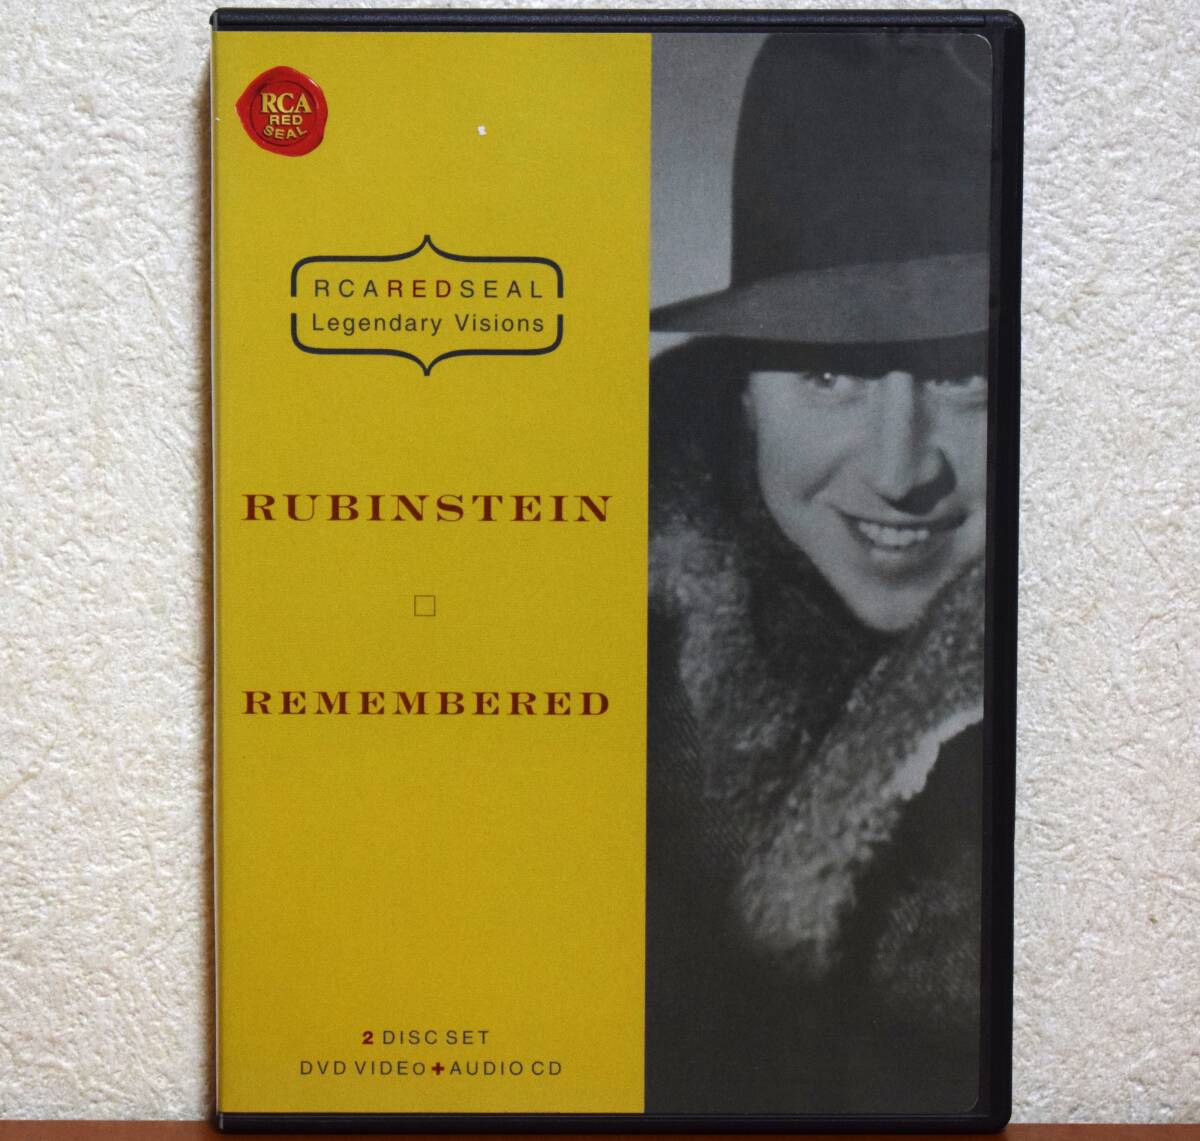 RCA
RED
SEAL
RCAREDSEAL
Legendary Visions
RUBINSTEIN
REMEMBERED
2 DISC SET
DVD VIDEO + AUDIO CD